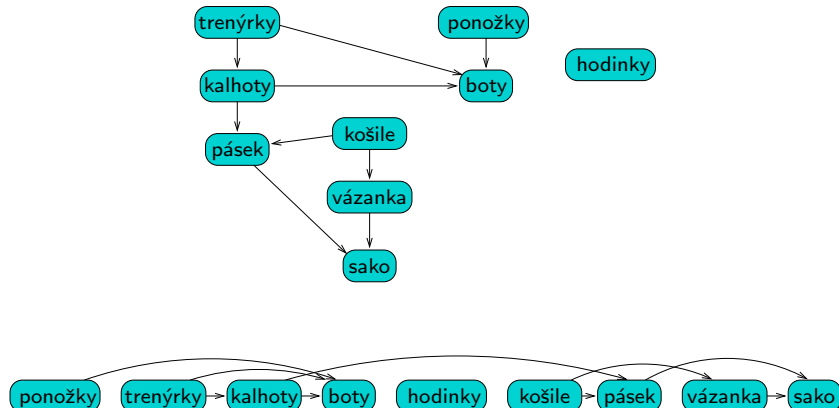 trenýrky ponožky
hodinky
kalhoty boty
košile
pásek
vázanka
sako
ponožky trenýrky kalhoty boty hodinky košile pásek vázanka sako